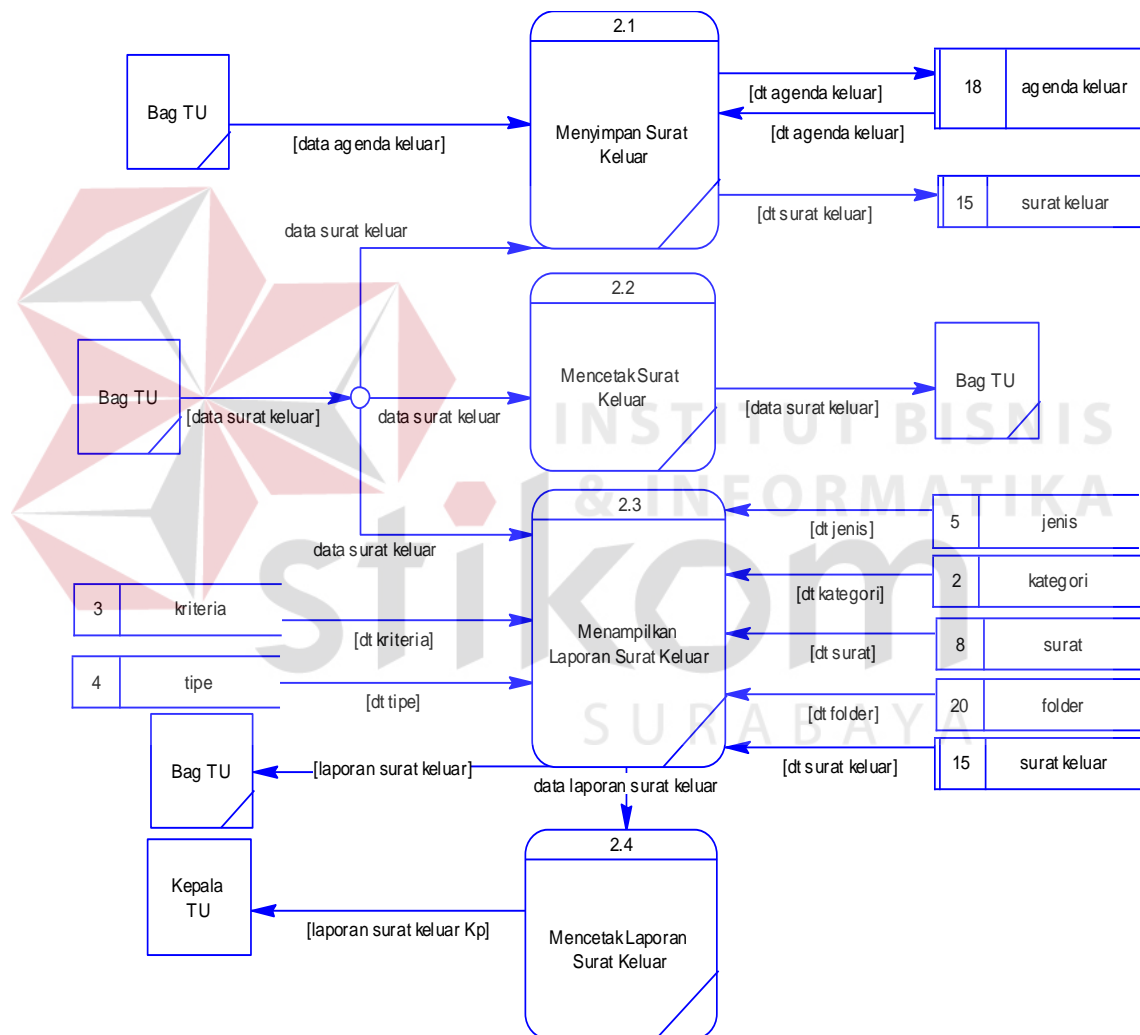 2.1
Bag TU
[data agenda keluar]
Menyimpan Surat
Keluar
[dt agenda keluar]
[dt agenda keluar]
18 agenda keluar
[dt surat keluar]
15 surat keluar
data surat keluar
2.2
Bag TU
[data surat keluar]
data surat keluar
Mencetak Surat
Keluar
[data surat keluar]
Bag TU
INSTITUT BISNIS
& INFORMATIKA
stikom
SURABAYA
2.3
data surat keluar
[dt jenis]
5 jenis
3 kriteria
[dt kriteria]
[dt kategori]
2 kategori
Menampilkan
Laporan Surat Keluar
[dt surat]
8 surat
4 tipe
[dt tipe]
[dt folder]
20 folder
Bag TU
[laporan surat keluar]
[dt surat keluar]
15 surat keluar
data laporan surat keluar
2.4
Kepala
TU
[laporan surat keluar Kp]
Mencetak Laporan
Surat Keluar